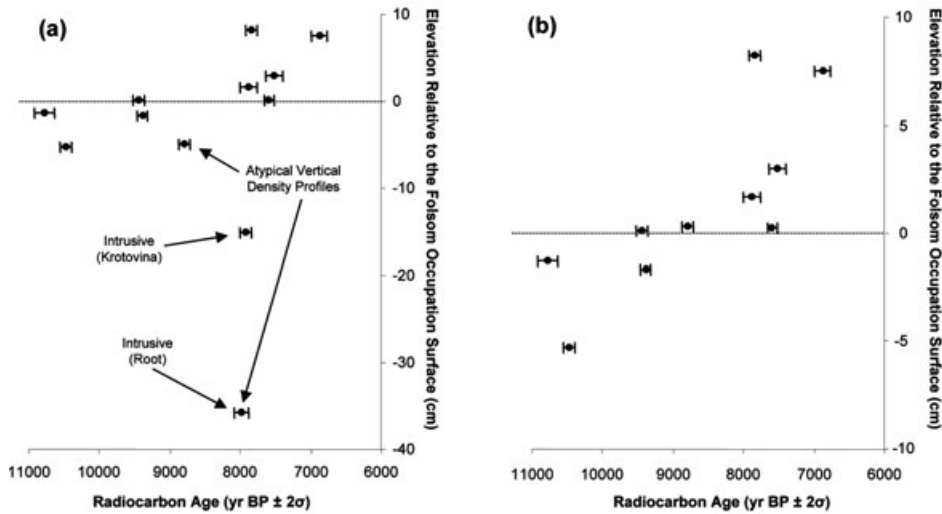 (a)
10
0
-10
-20
-30
-40
Elevation Relative to the Folsom Occupation Surface (cm)
Atypical Vertical
Density Profiles
Intrusive
(Krotovina)
Intrusive
(Root)
11000 10000 9000 8000 7000 6000
Radiocarbon Age (yr BP ± 2σ)
(b)
10
5
0
-5
-10
Elevation Relative to the Folsom Occupation Surface (cm)
11000 10000 9000 8000 7000 6000
Radiocarbon Age (yr BP ± 2σ)